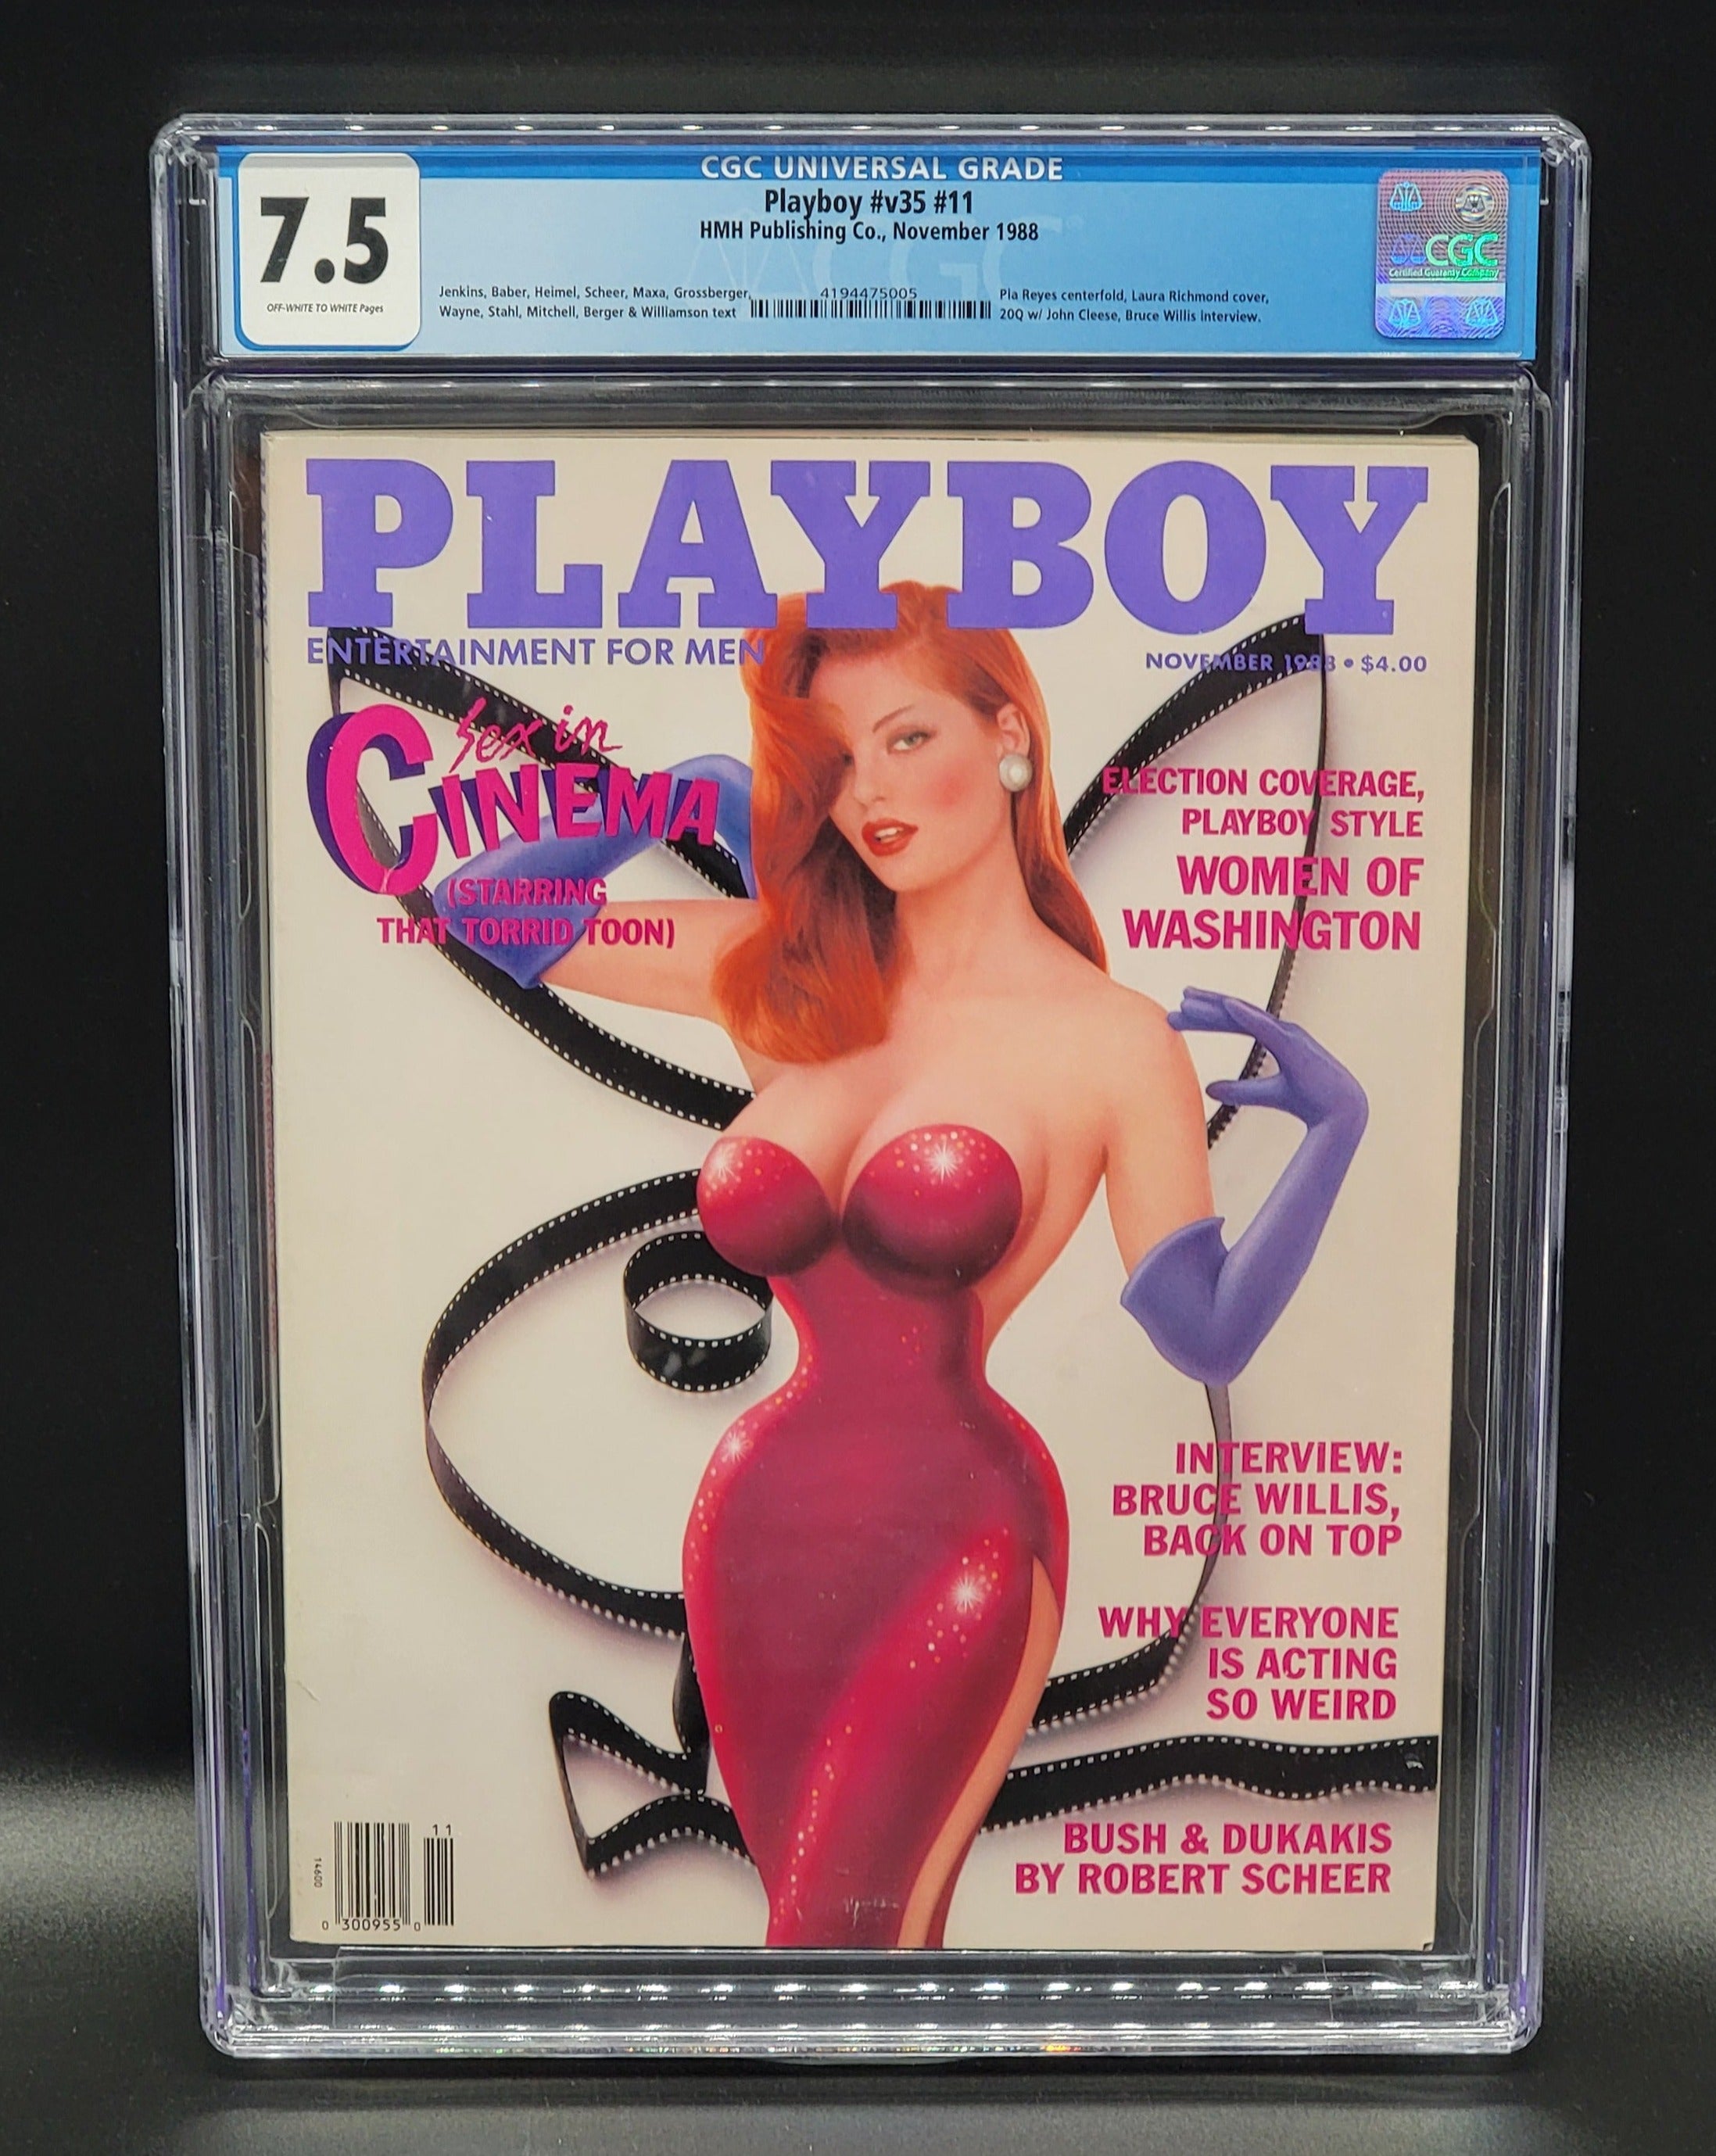 CGC UNIVERSAL GRADE
7.5
OFF-WHITE TO WHITE Pages
Playboy #v35 #11
HMH Publishing Co., November 1988
Jenkins, Baber, Heimel, Scheer, Maxa, Grossberger,
Wayne, Stahl, Mitchell, Berger & Williamson text
4194475005
Pia Reyes centerfold, Laura Richmond cover,
20Q w/ John Cleese, Bruce Willis interview.
CGC
Certified Guaranty Company
PLAYBOY
ENTERTAINMENT FOR MEN
NOVEMBER 1988 • $4.00
Sex in
CINEMA
(STARRING
THAT TORRID TOON)
ELECTION COVERAGE,
PLAYBOY STYLE
WOMEN OF
WASHINGTON
INTERVIEW:
BRUCE WILLIS,
BACK ON TOP
WHY EVERYONE
IS ACTING
SO WEIRD
BUSH & DUKAKIS
BY ROBERT SCHEER
11
14600
0 300955 0